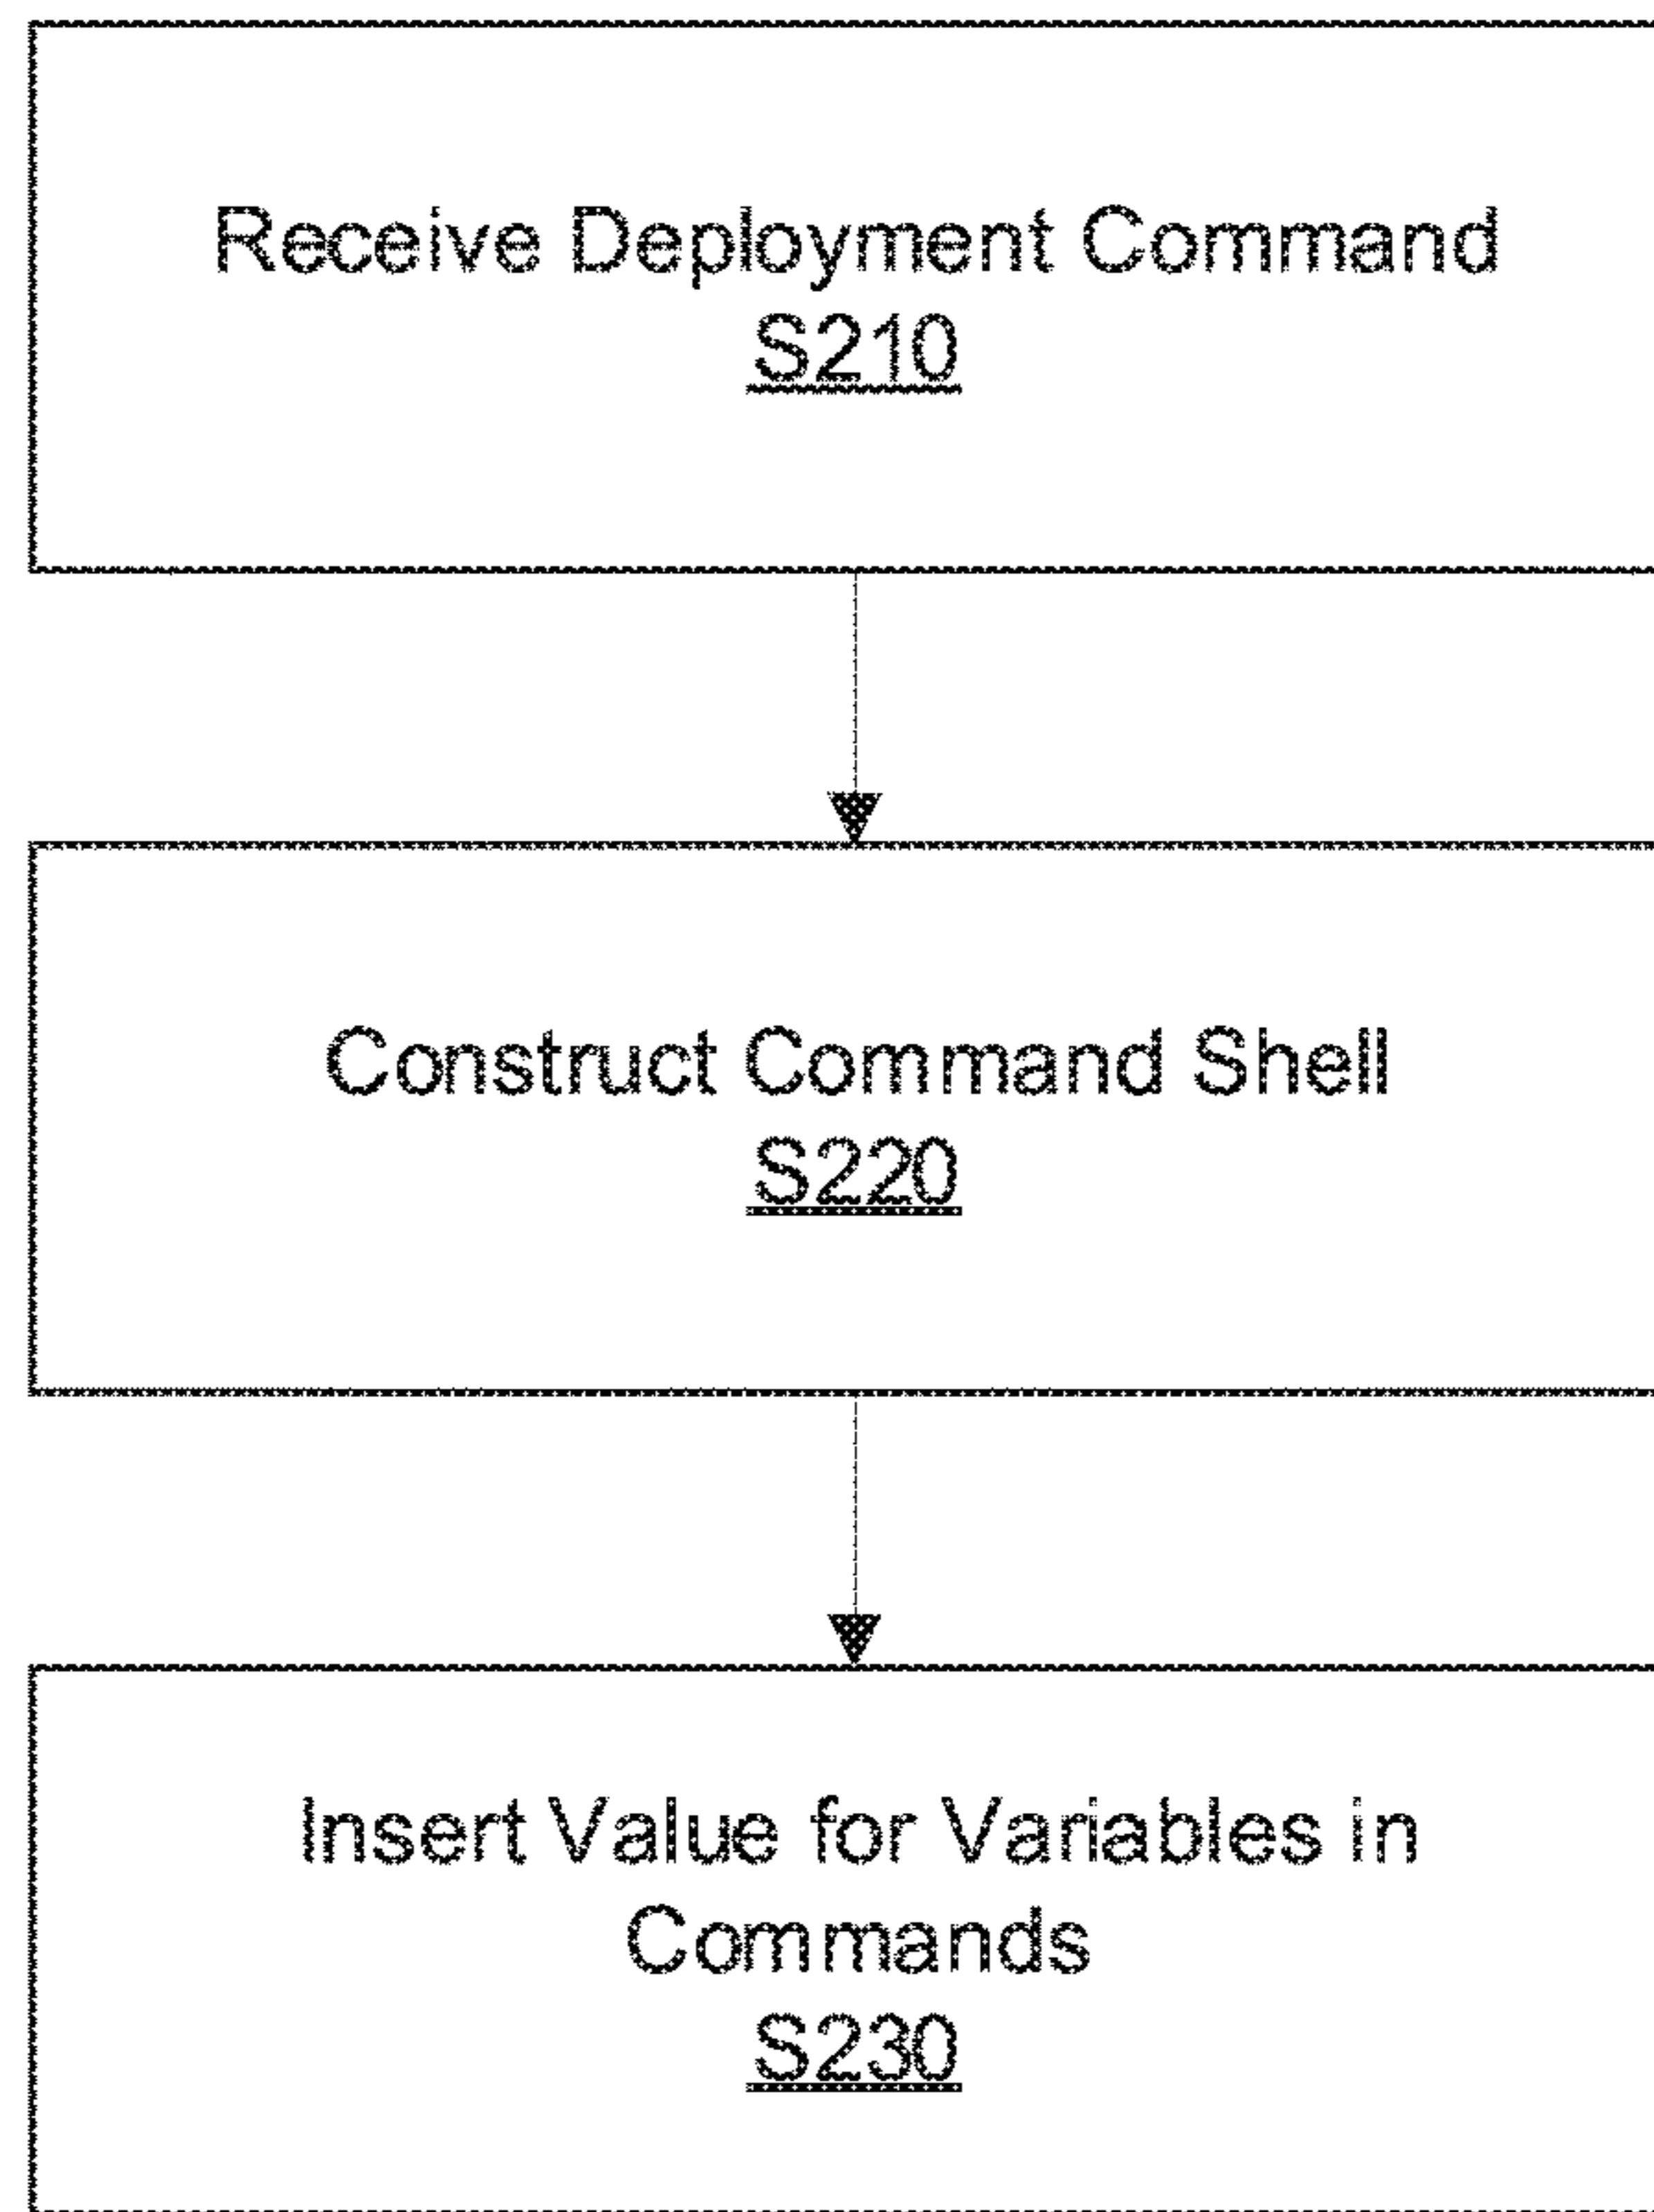 Receive Deployment Command
S210
Construct Command Shell
S220
Insert Value for Variables in
Commands
S230